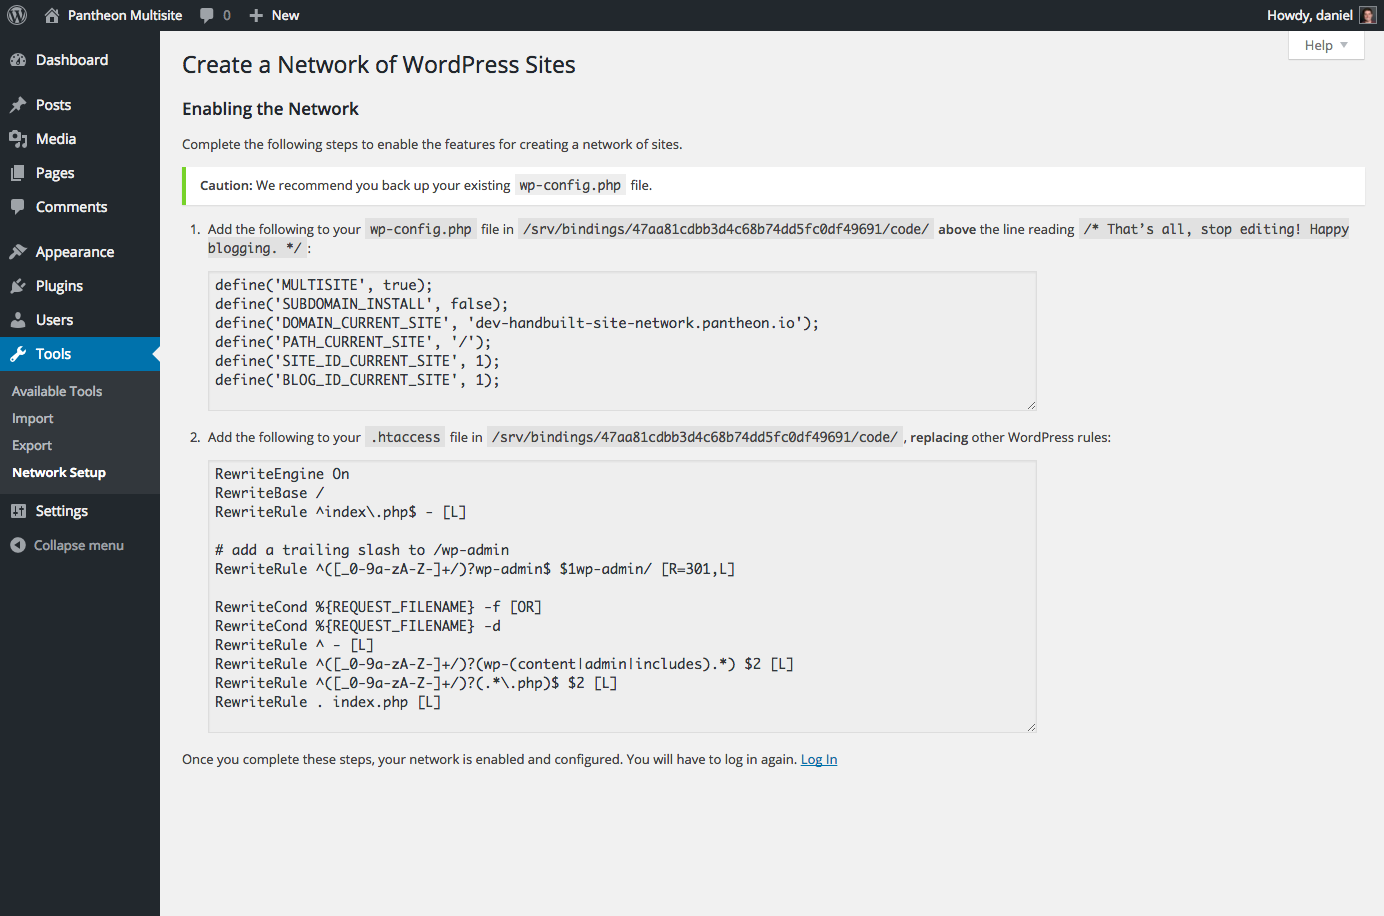 Pantheon Multisite 0 New Howdy, daniel
Help
Dashboard
Posts
Media
Pages
Comments
Appearance
Plugins
Users
Tools
Available Tools
Import
Export
Network Setup
Settings
Collapse menu
Create a Network of WordPress Sites
Enabling the Network
Complete the following steps to enable the features for creating a network of sites.
Caution: We recommend you back up your existing wp-config.php file.
1. Add the following to your wp-config.php file in /srv/bindings/47aa81cdbb3d4c68b74dd5fc0df49691/code/ above the line reading /* That’s all, stop editing! Happy
blogging. */ :
define('MULTISITE', true);
define('SUBDOMAIN_INSTALL', false);
define('DOMAIN_CURRENT_SITE', 'dev-handbuilt-site-network.pantheon.io');
define('PATH_CURRENT_SITE', '/');
define('SITE_ID_CURRENT_SITE', 1);
define('BLOG_ID_CURRENT_SITE', 1);
2. Add the following to your .htaccess file in /srv/bindings/47aa81cdbb3d4c68b74dd5fc0df49691/code/ , replacing other WordPress rules:
RewriteEngine On
RewriteBase /
RewriteRule ^index\.php$ - [L]
# add a trailing slash to /wp-admin
RewriteRule ^([_0-9a-zA-Z-]+/)?wp-admin$ $1wp-admin/ [R=301,L]
RewriteCond %{REQUEST_FILENAME} -f [OR]
RewriteCond %{REQUEST_FILENAME} -d
RewriteRule ^ - [L]
RewriteRule ^([_0-9a-zA-Z-]+/)?(wp-(content|admin|includes).*) $2 [L]
RewriteRule ^([_0-9a-zA-Z-]+/)?(.*\.php)$ $2 [L]
RewriteRule . index.php [L]
Once you complete these steps, your network is enabled and configured. You will have to log in again. Log In